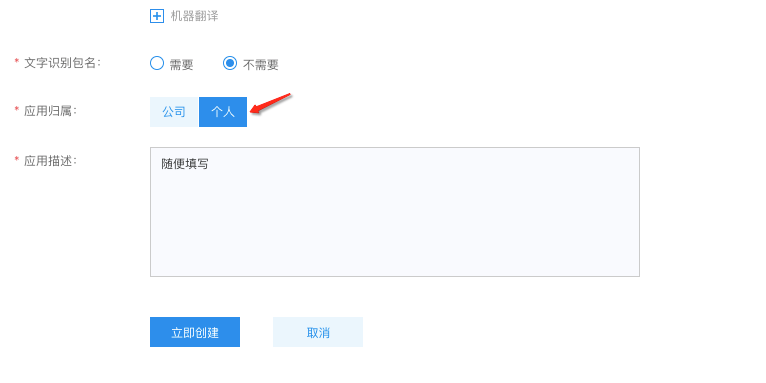 机器翻译
* 文字识别包名: 需要 不需要
* 应用归属: 公司 个人
* 应用描述: 随便填写
立即创建 取消